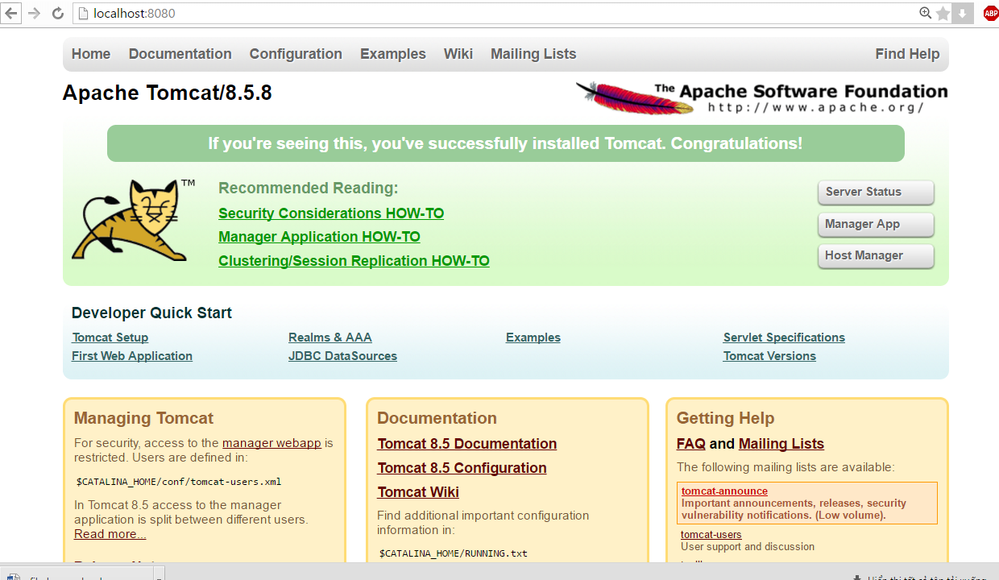 localhost:8080
ABP
Home Documentation Configuration Examples Wiki Mailing Lists Find Help
Apache Tomcat/8.5.8
The Apache Software Foundation
http://www.apache.org/
If you're seeing this, you've successfully installed Tomcat. Congratulations!
TM
Recommended Reading:
Security Considerations HOW-TO
Manager Application HOW-TO
Clustering/Session Replication HOW-TO
Server Status
Manager App
Host Manager
Developer Quick Start
Tomcat Setup
First Web Application
Realms & AAA
JDBC DataSources
Examples
Servlet Specifications
Tomcat Versions
Managing Tomcat
For security, access to the manager webapp is
restricted. Users are defined in:
$CATALINA_HOME/conf/tomcat-users.xml
In Tomcat 8.5 access to the manager
application is split between different users.
Read more...
Documentation
Tomcat 8.5 Documentation
Tomcat 8.5 Configuration
Tomcat Wiki
Find additional important configuration
information in:
$CATALINA_HOME/RUNNING.txt
Getting Help
FAQ and Mailing Lists
The following mailing lists are available:
tomcat-announce
Important announcements, releases, security
vulnerability notifications. (Low volume).
tomcat-users
User support and discussion